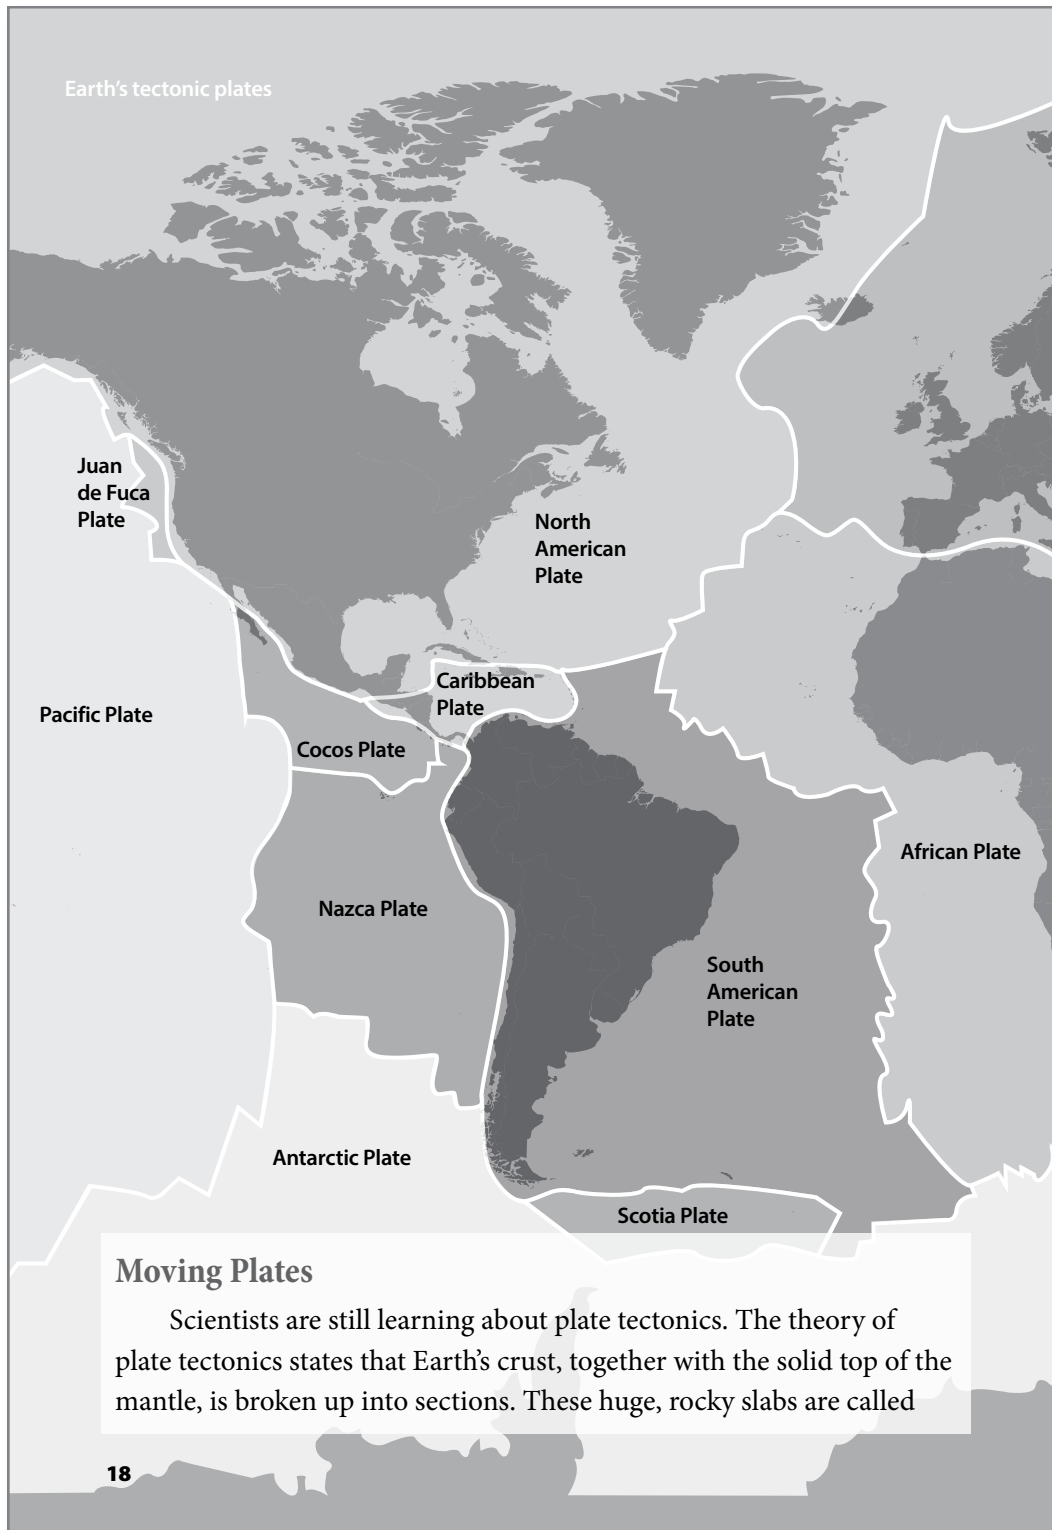 Earth's tectonic plates
Juan
de Fuca
Plate
North
American
Plate
Caribbean
Plate
Pacific Plate
Cocos Plate
African Plate
Nazca Plate
South
American
Plate
Antarctic Plate
Scotia Plate
Moving Plates
Scientists are still learning about plate tectonics. The theory of
plate tectonics states that Earth's crust, together with the solid top of the
mantle, is broken up into sections. These huge, rocky slabs are called
18